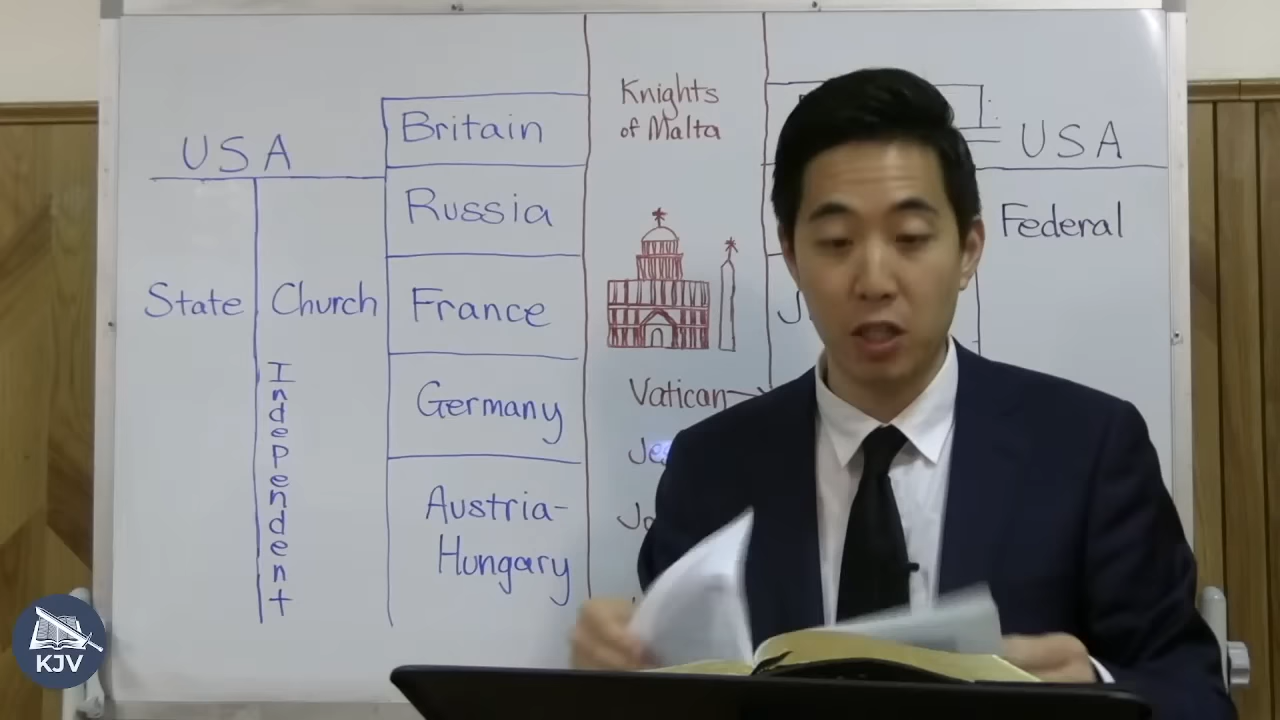 USA
State
Church
Independent
Britain
Russia
France
Germany
Austria-
Hungary
Knights
of Malta
Vatican
= USA
Federal
KJV